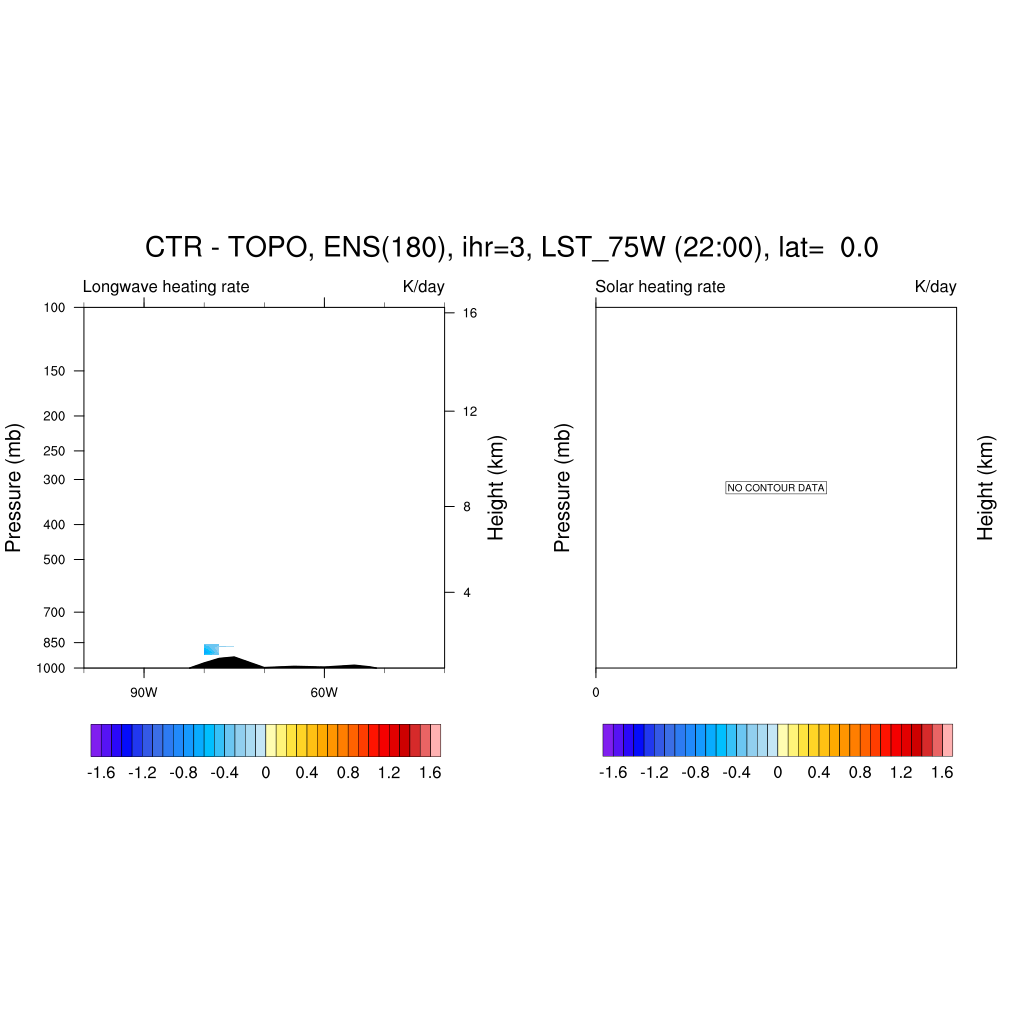 CTR - TOPO, ENS(180), ihr=3, LST_75W (22:00), lat=  0.0
Longwave heating rate K/day
Pressure (mb)
100
150
200
250
300
400
500
700
850
1000
16
12
8
4
Height (km)
90W 60W
-1.6 -1.2 -0.8 -0.4 0 0.4 0.8 1.2 1.6
Solar heating rate K/day
Pressure (mb)
NO CONTOUR DATA
Height (km)
0
-1.6 -1.2 -0.8 -0.4 0 0.4 0.8 1.2 1.6